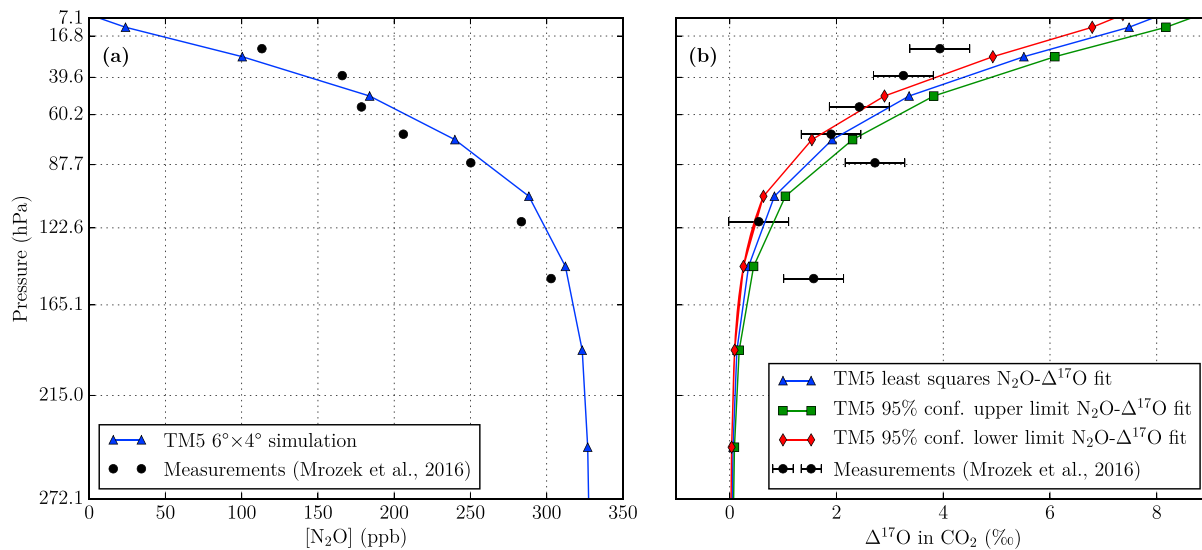 7.1
16.8
39.6
60.2
87.7
122.6
165.1
215.0
272.1
Pressure (hPa)
(a)
TM5 6°×4° simulation
Measurements (Mrozek et al., 2016)
0 50 100 150 200 250 300 350
[N₂O] (ppb)
(b)
TM5 least squares N₂O-Δ¹⁷O fit
TM5 95% conf. upper limit N₂O-Δ¹⁷O fit
TM5 95% conf. lower limit N₂O-Δ¹⁷O fit
Measurements (Mrozek et al., 2016)
0 2 4 6 8
Δ¹⁷O in CO₂ (‰)